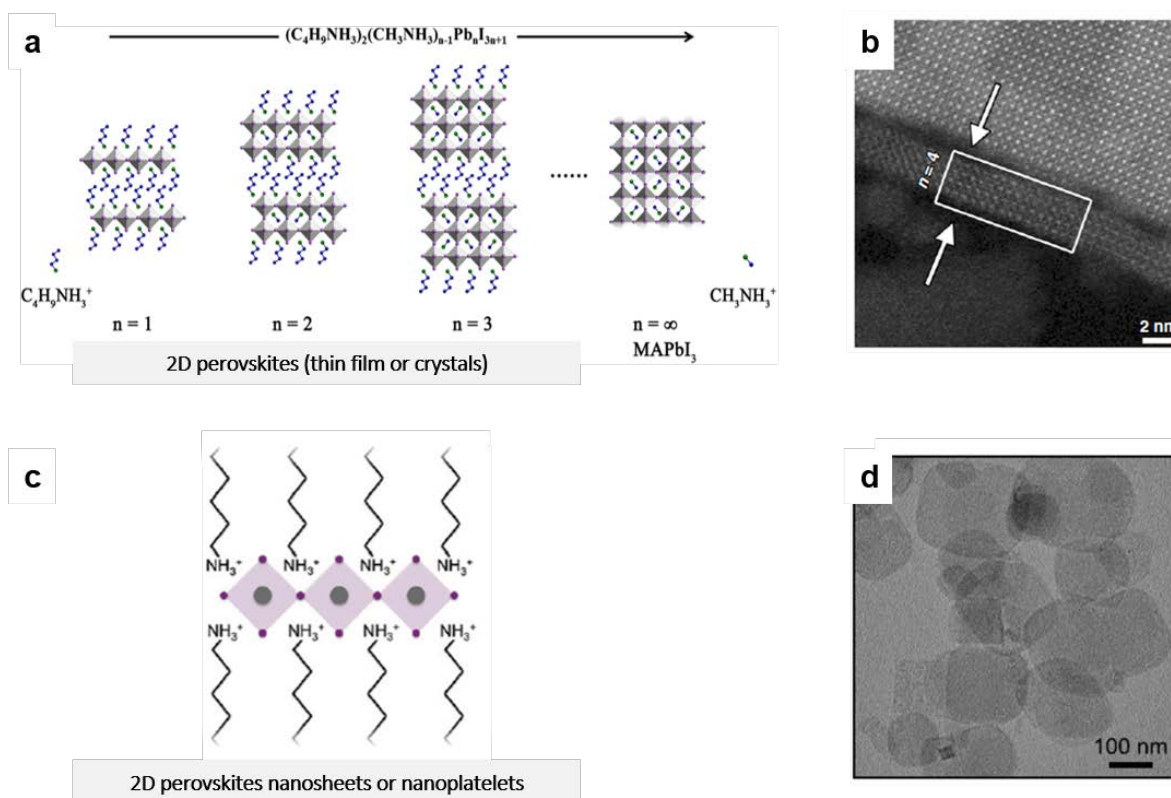 a
(C₄H₉NH₃)₂(CH₃NH₃)ₙ₋₁PbₙI₃ₙ₊₁
C₄H₉NH₃⁺
CH₃NH₃⁺
n = 1
n = 2
n = 3
......
n = ∞
MAPbI₃
2D perovskites (thin film or crystals)
b
n = 4
2 nm
c
NH₃⁺ NH₃⁺ NH₃⁺ NH₃⁺
NH₃⁺ NH₃⁺ NH₃⁺ NH₃⁺
2D perovskites nanosheets or nanoplatelets
d
100 nm